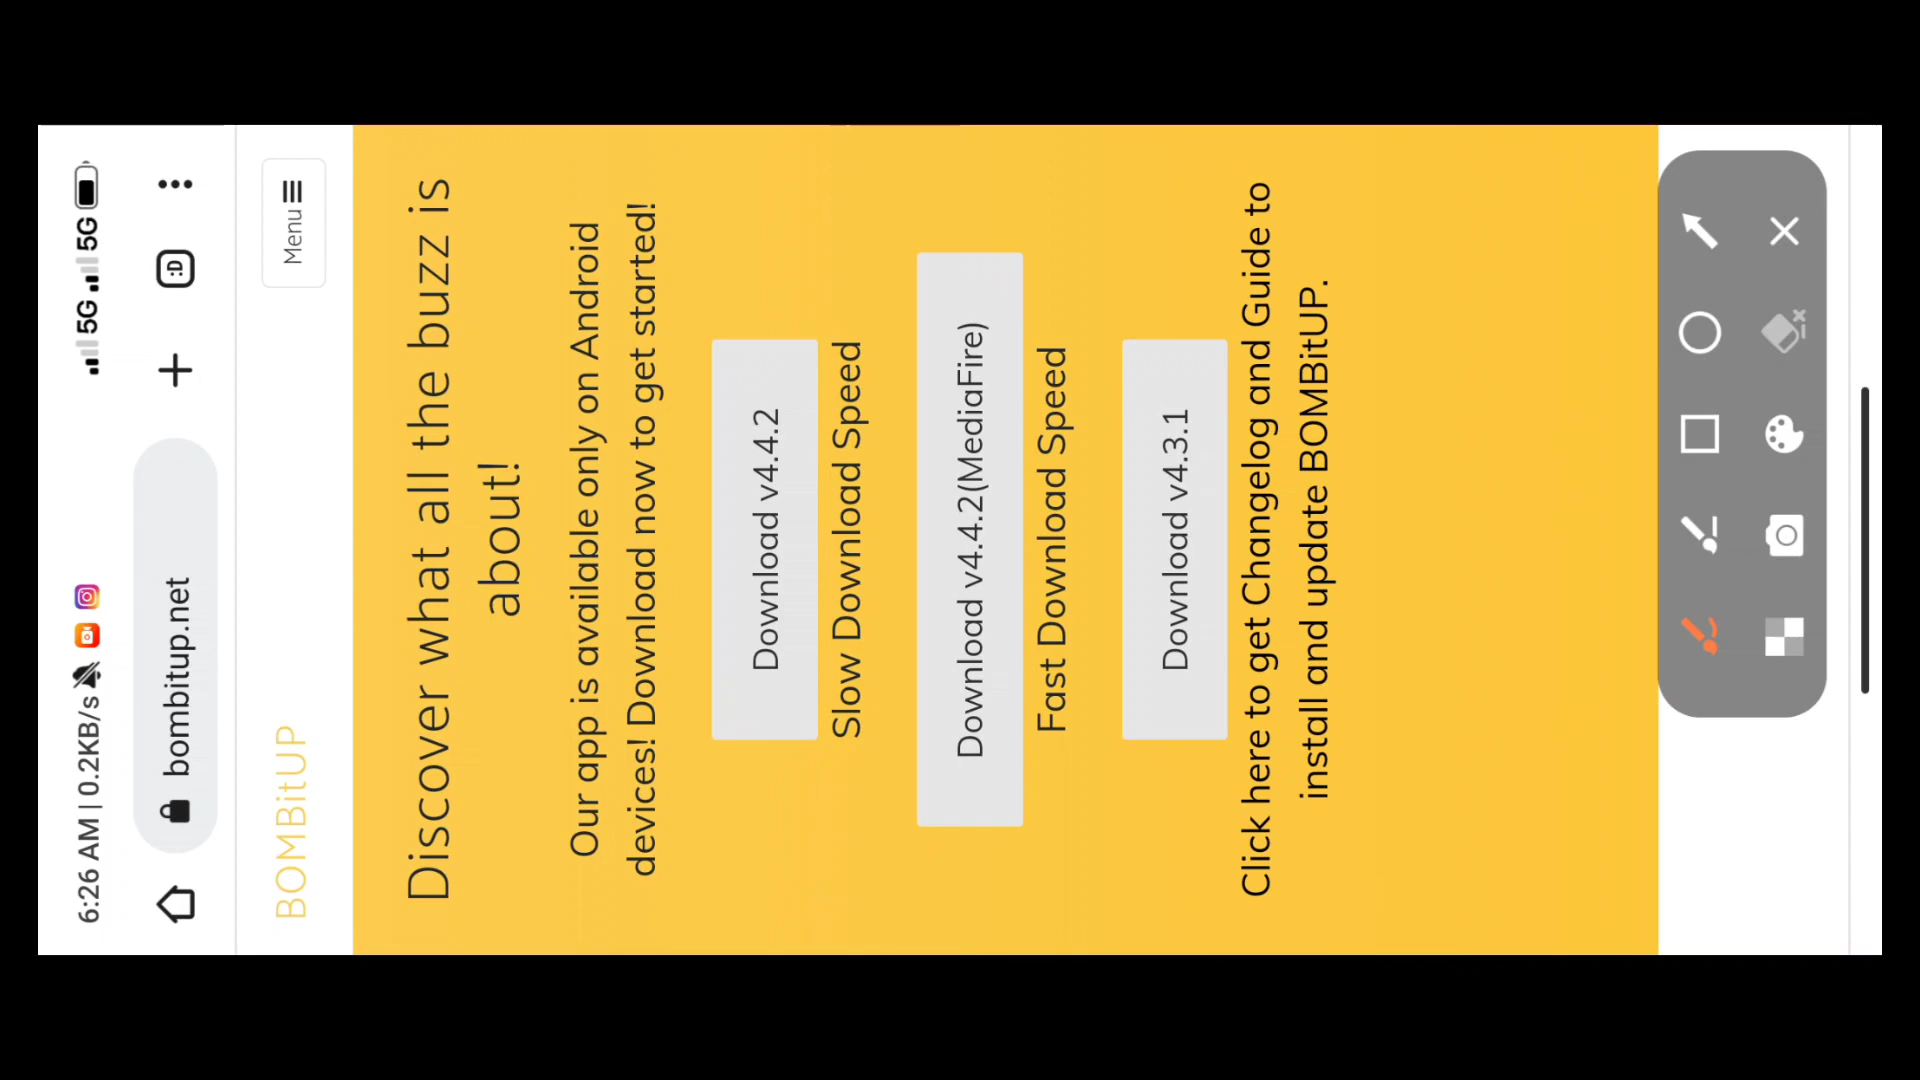 6:26 AM | 0.2KB/s
5G 5G
bombitup.net
:D
BOMBitUP
Menu
Discover what all the buzz is
about!
Our app is available only on Android
devices! Download now to get started!
Download v4.4.2
Slow Download Speed
Download v4.4.2(MediaFire)
Fast Download Speed
Download v4.3.1
Click here to get Changelog and Guide to
install and update BOMBitUP.